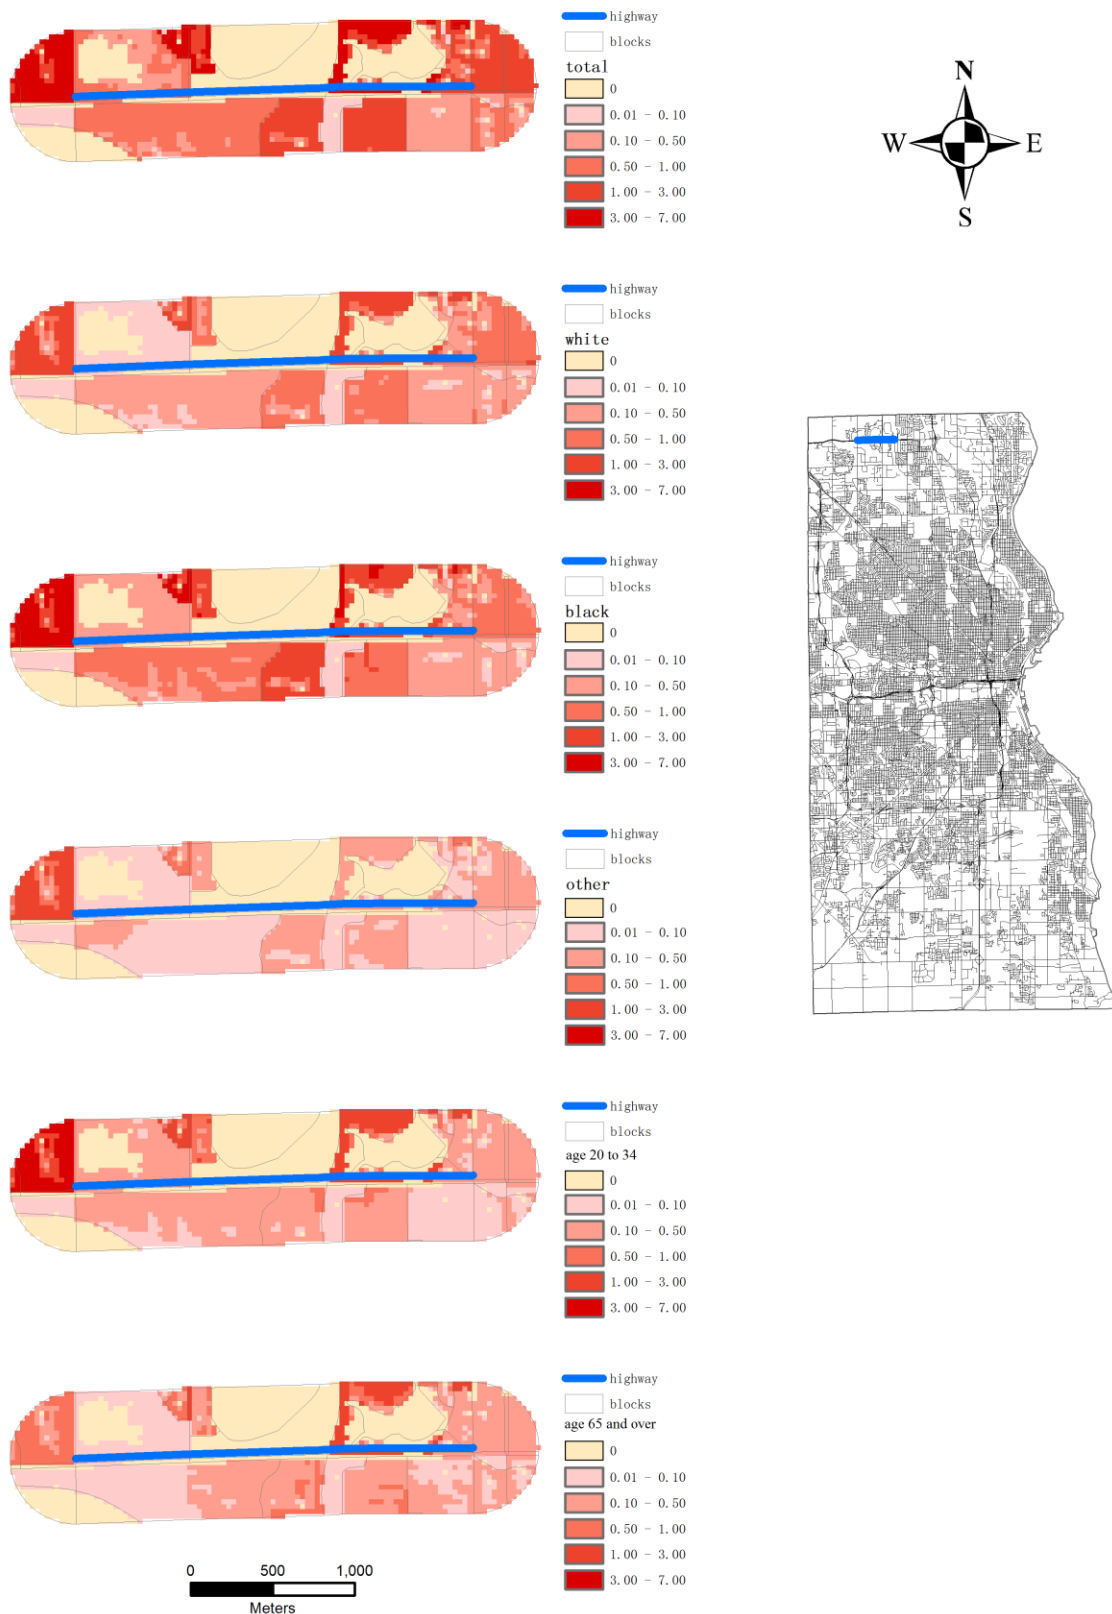 highway
blocks
total
0
0.01 - 0.10
0.10 - 0.50
0.50 - 1.00
1.00 - 3.00
3.00 - 7.00
N
W E
S
highway
blocks
white
0
0.01 - 0.10
0.10 - 0.50
0.50 - 1.00
1.00 - 3.00
3.00 - 7.00
highway
blocks
black
0
0.01 - 0.10
0.10 - 0.50
0.50 - 1.00
1.00 - 3.00
3.00 - 7.00
highway
blocks
other
0
0.01 - 0.10
0.10 - 0.50
0.50 - 1.00
1.00 - 3.00
3.00 - 7.00
highway
blocks
age 20 to 34
0
0.01 - 0.10
0.10 - 0.50
0.50 - 1.00
1.00 - 3.00
3.00 - 7.00
highway
blocks
age 65 and over
0
0.01 - 0.10
0.10 - 0.50
0.50 - 1.00
1.00 - 3.00
3.00 - 7.00
0 500 1,000
Meters